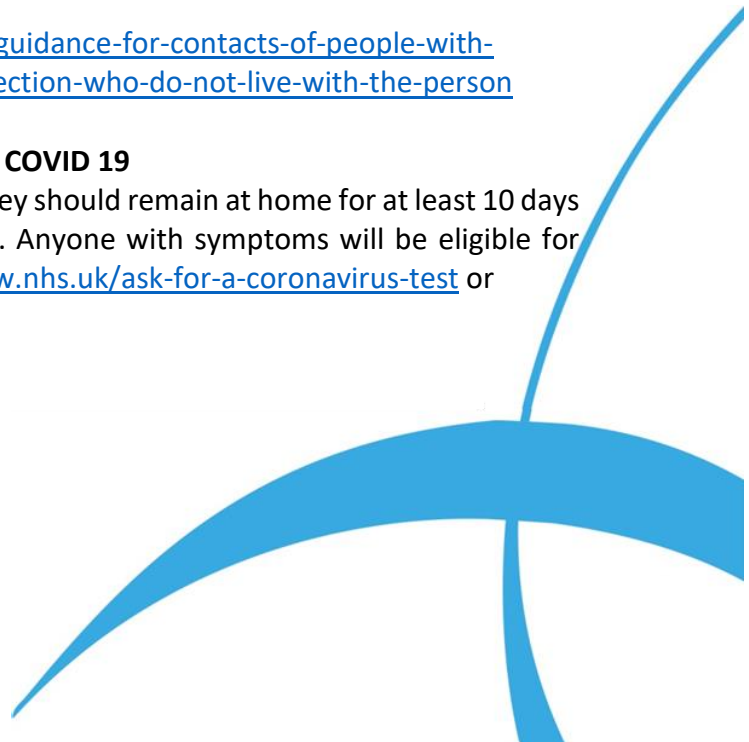 guidance-for-contacts-of-people-with-
ection-who-do-not-live-with-the-person
COVID 19
ey should remain at home for at least 10 days
. Anyone with symptoms will be eligible for
w.nhs.uk/ask-for-a-coronavirus-test or